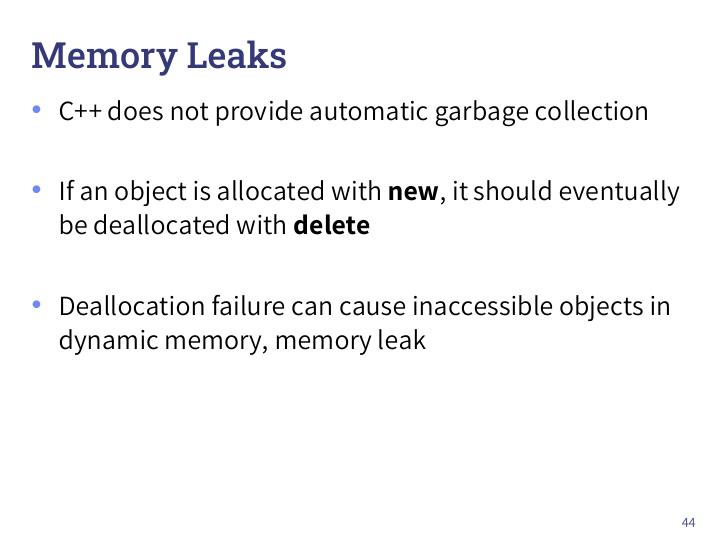 Memory Leaks
• C++ does not provide automatic garbage collection
• If an object is allocated with new, it should eventually
be deallocated with delete
• Deallocation failure can cause inaccessible objects in
dynamic memory, memory leak
44